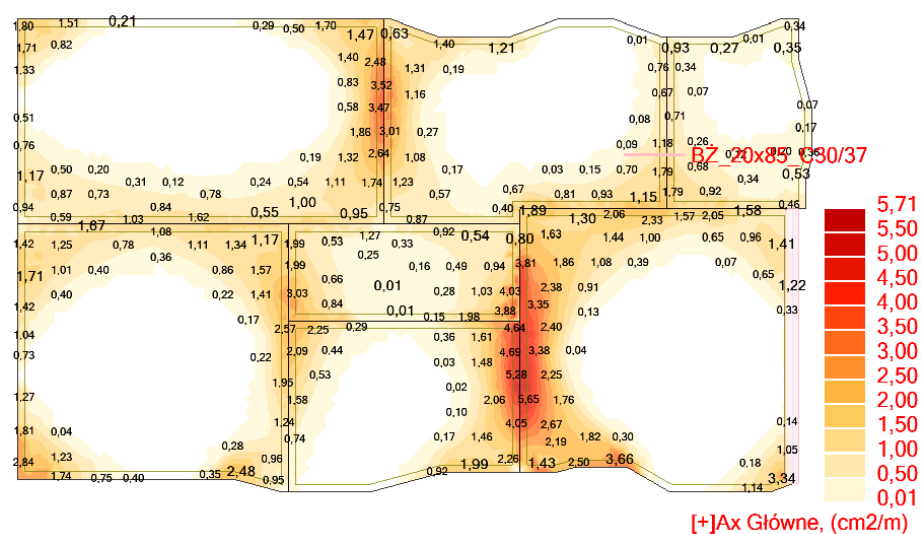 1,80 1,51 0,21 0,29 0,50 1,70 1,47 0,63 0,34
1,71 0,82 1,40 1,21 0,01 0,93 0,27 0,01 0,35
1,33 1,40 2,48 1,31 0,19 0,76 0,34
0,83 3,52 1,16 0,67 0,07
0,51 0,58 3,47 0,08 0,71 0,07
0,76 1,86 3,01 0,27 0,09 1,18 0,26 0,17
0,19 1,32 2,64 1,08 BŻ_20x85_C30/37
1,17 0,50 0,20 0,31 0,12 0,24 0,54 1,11 1,74 1,23 0,17 0,03 0,15 0,70 1,79 0,68 0,34 0,53
0,94 0,87 0,73 0,84 0,78 1,00 0,57 0,67 0,81 0,93 1,15 1,79 0,92
0,59 1,67 1,03 1,62 0,55 0,95 0,75 0,87 0,40 1,89 1,30 2,06 2,33 1,57 2,05 1,58 0,46
1,42 1,25 0,78 1,08 1,11 1,34 1,17 1,99 0,53 1,27 0,33 0,92 0,54 0,80 1,63 1,44 1,00 0,65 0,96 1,41
1,71 1,01 0,40 0,36 0,86 1,57 1,99 0,66 0,25 0,16 0,49 0,94 3,81 1,86 1,08 0,39 0,07 0,65
0,40 0,22 1,41 3,03 0,84 0,01 0,28 1,03 4,03 2,38 0,91 1,22
1,42 0,17 0,01 0,15 1,98 3,88 3,35 0,13 0,33
1,04 2,57 2,25 0,29 0,36 1,61 4,64 2,40
0,73 0,22 2,09 0,44 0,03 1,48 4,69 3,38 0,04
1,27 1,95 0,53 0,02 5,28 2,25
1,58 0,10 2,06 5,65 1,76
1,81 0,04 1,24 0,74 0,17 1,46 4,05 2,67 0,14
2,84 1,23 0,28 0,96 2,26 2,19 1,82 0,30 1,05
1,74 0,75 0,40 0,35 2,48 0,95 0,92 1,99 1,43 2,50 3,66 0,18 1,14 3,34
5,71
5,50
5,00
4,50
4,00
3,50
3,00
2,50
2,00
1,50
1,00
0,50
0,01
[+]Ax Główne, (cm2/m)